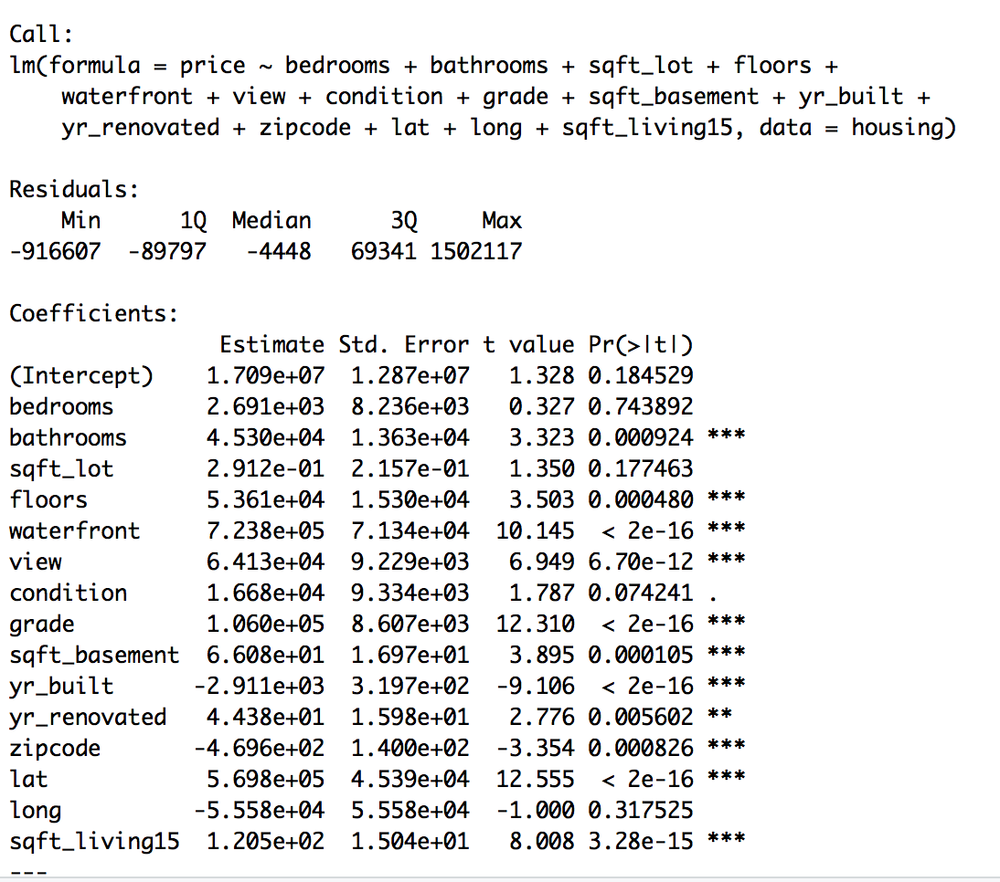 Call:
lm(formula = price ~ bedrooms + bathrooms + sqft_lot + floors +
    waterfront + view + condition + grade + sqft_basement + yr_built +
    yr_renovated + zipcode + lat + long + sqft_living15, data = housing)

Residuals:
    Min      1Q  Median      3Q     Max
-916607  -89797   -4448   69341 1502117

Coefficients:
                Estimate Std. Error t value Pr(>|t|)
(Intercept)    1.709e+07  1.287e+07   1.328 0.184529
bedrooms       2.691e+03  8.236e+03   0.327 0.743892
bathrooms      4.530e+04  1.363e+04   3.323 0.000924 ***
sqft_lot       2.912e-01  2.157e-01   1.350 0.177463
floors         5.361e+04  1.530e+04   3.503 0.000480 ***
waterfront     7.238e+05  7.134e+04  10.145  < 2e-16 ***
view           6.413e+04  9.229e+03   6.949 6.70e-12 ***
condition      1.668e+04  9.334e+03   1.787 0.074241 .
grade          1.060e+05  8.607e+03  12.310  < 2e-16 ***
sqft_basement  6.608e+01  1.697e+01   3.895 0.000105 ***
yr_built      -2.911e+03  3.197e+02  -9.106  < 2e-16 ***
yr_renovated   4.438e+01  1.598e+01   2.776 0.005602 **
zipcode       -4.696e+02  1.400e+02  -3.354 0.000826 ***
lat            5.698e+05  4.539e+04  12.555  < 2e-16 ***
long          -5.558e+04  5.558e+04  -1.000 0.317525
sqft_living15  1.205e+02  1.504e+01   8.008 3.28e-15 ***
---